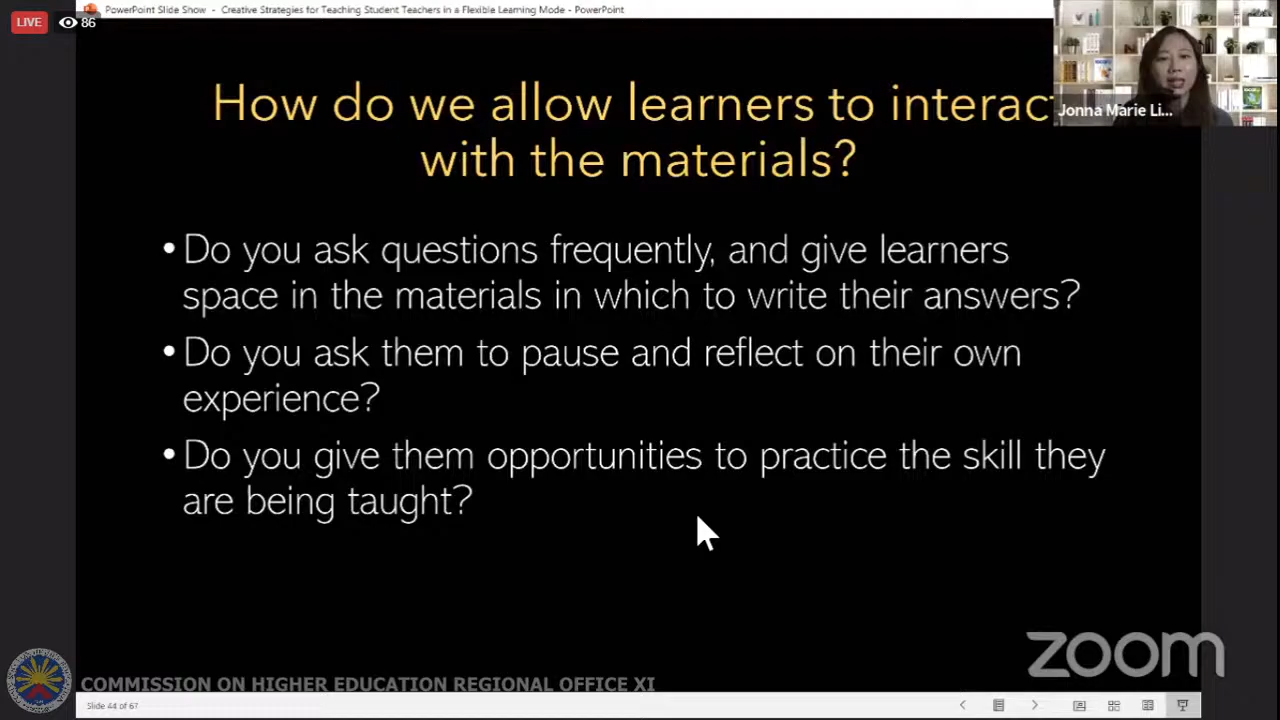 PowerPoint Slide Show - Creative Strategies for Teaching Student Teachers in a Flexible Learning Mode - PowerPoint
LIVE 86
Jonna Marie Li...
How do we allow learners to interac
with the materials?
• Do you ask questions frequently, and give learners
space in the materials in which to write their answers?
• Do you ask them to pause and reflect on their own
experience?
• Do you give them opportunities to practice the skill they
are being taught?
zoom
COMMISSION ON HIGHER EDUCATION REGIONAL OFFICE XI
Slide 44 of 67